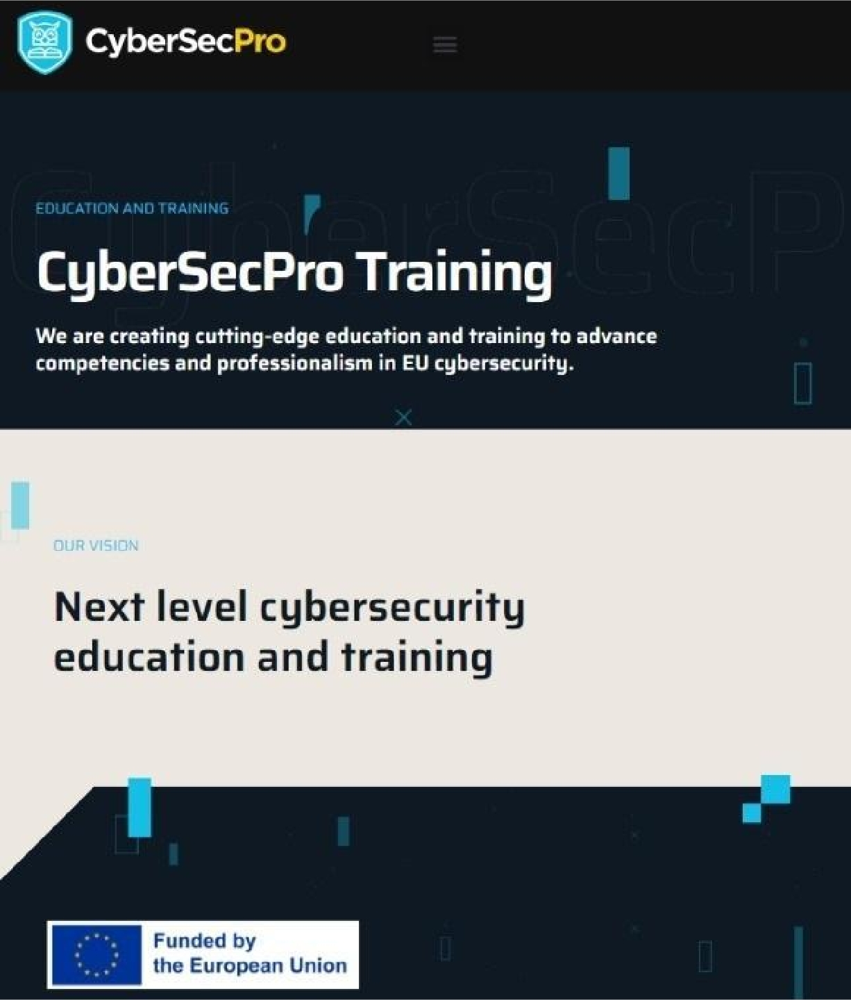 CyberSecPro
CyberSecP
EDUCATION AND TRAINING
CyberSecPro Training
We are creating cutting-edge education and training to advance
competencies and professionalism in EU cybersecurity.
OUR VISION
Next level cybersecurity
education and training
Funded by
the European Union